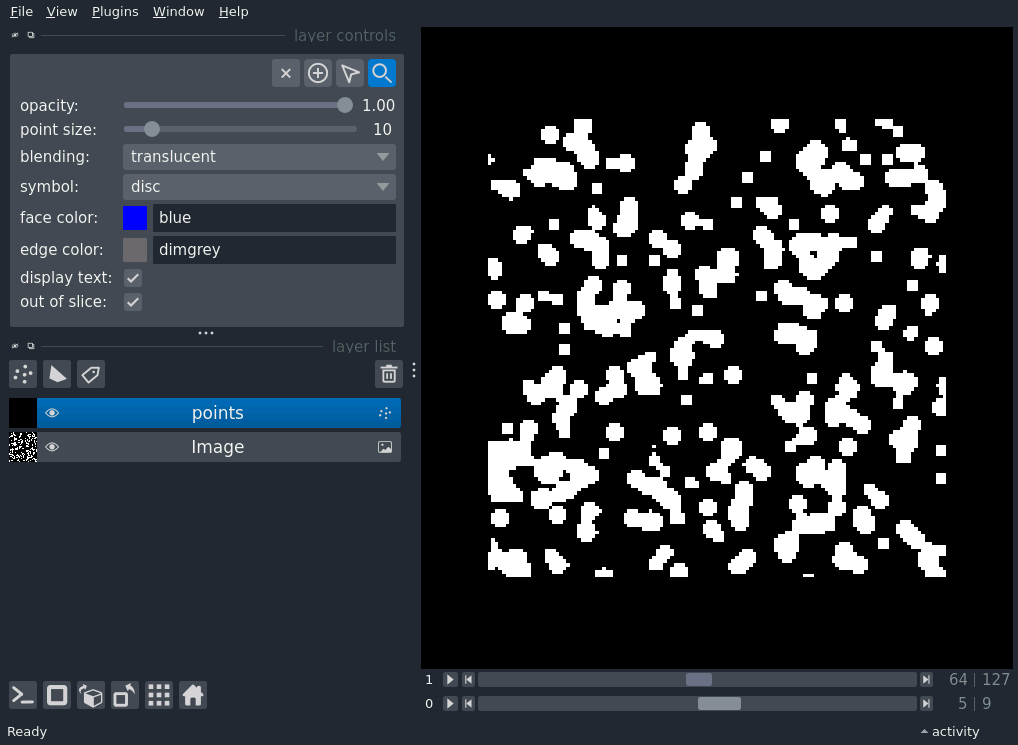 File View Plugins Window Help
layer controls
opacity: 1.00
point size: 10
blending: translucent
symbol: disc
face color: blue
edge color: dimgrey
display text:
out of slice:
layer list
points
Image
1 64 | 127
0 5 | 9
Ready activity